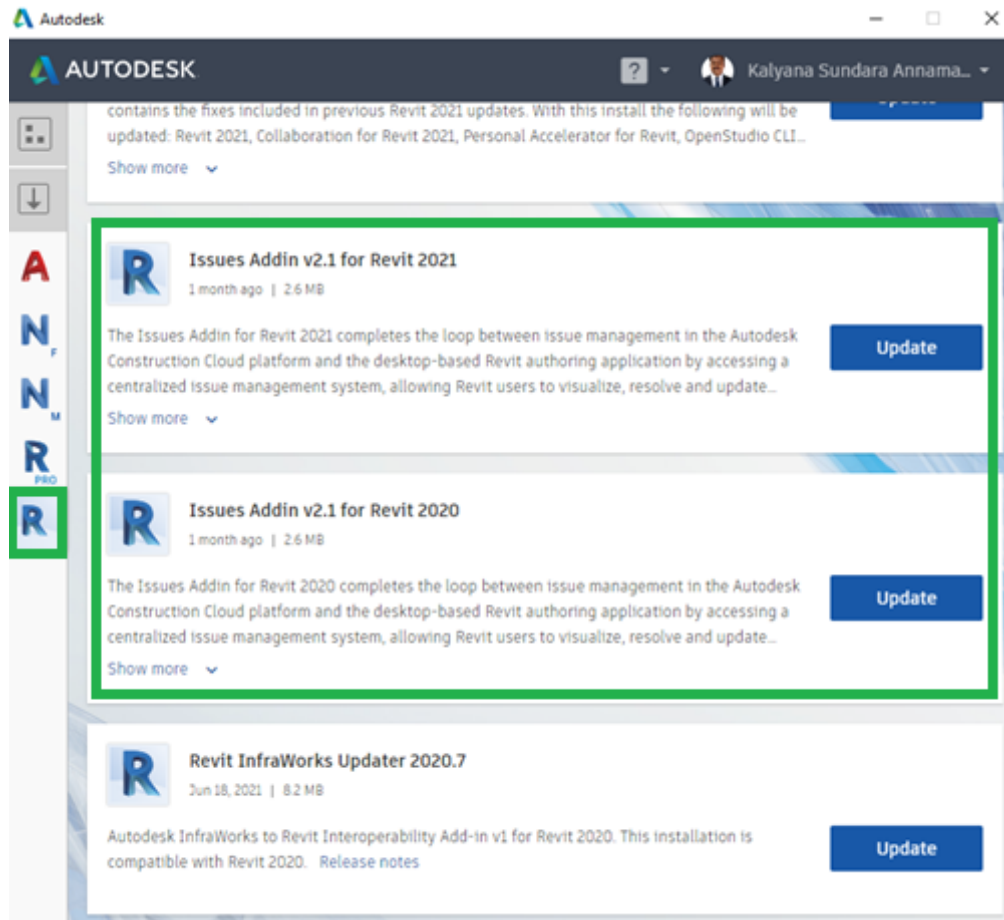 Autodesk
AUTODESK
? Kalyana Sundara Annama...
contains the fixes included in previous Revit 2021 updates. With this install the following will be
updated: Revit 2021, Collaboration for Revit 2021, Personal Accelerator for Revit, OpenStudio CLI...
Update
Show more
A
N F
N M
R PRO
R
R
Issues Addin v2.1 for Revit 2021
1 month ago | 2.6 MB
The Issues Addin for Revit 2021 completes the loop between issue management in the Autodesk
Construction Cloud platform and the desktop-based Revit authoring application by accessing a
centralized issue management system, allowing Revit users to visualize, resolve and update...
Show more
Update
R
Issues Addin v2.1 for Revit 2020
1 month ago | 2.6 MB
The Issues Addin for Revit 2020 completes the loop between issue management in the Autodesk
Construction Cloud platform and the desktop-based Revit authoring application by accessing a
centralized issue management system, allowing Revit users to visualize, resolve and update...
Show more
Update
R
Revit InfraWorks Updater 2020.7
Jun 18, 2021 | 8.2 MB
Autodesk InfraWorks to Revit Interoperability Add-in v1 for Revit 2020. This installation is
compatible with Revit 2020. Release notes
Update